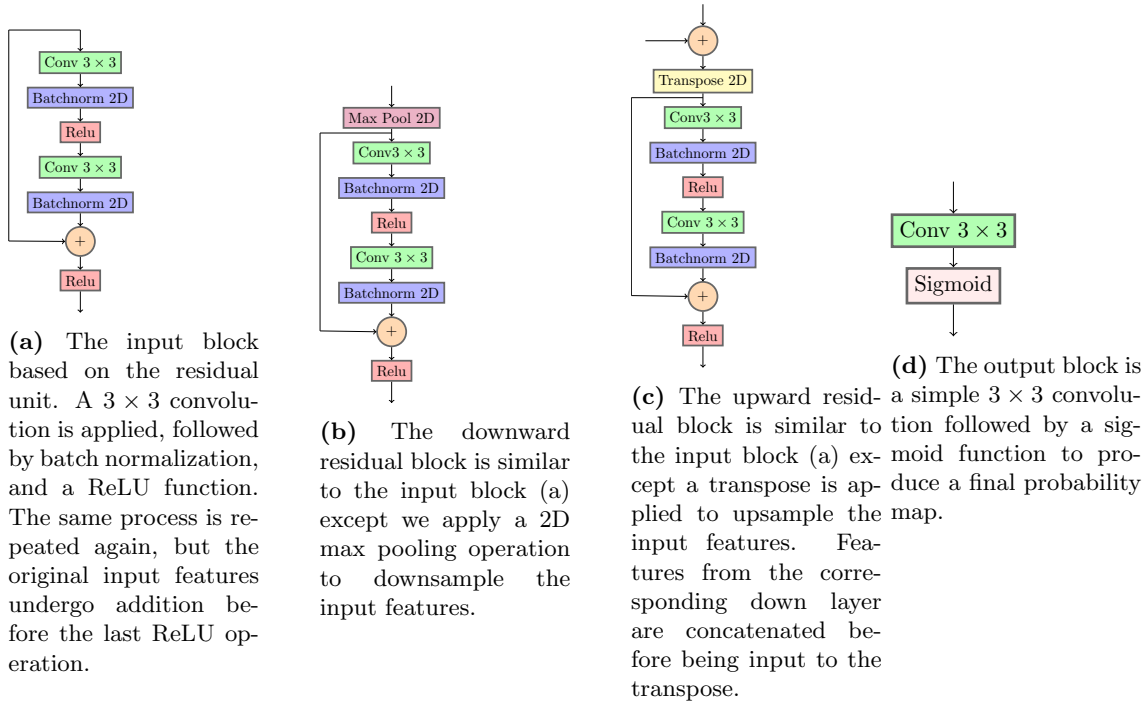 Conv 3 × 3
Batchnorm 2D
Relu
Conv 3 × 3
Batchnorm 2D
+
Relu
(a) The input block
based on the residual
unit. A 3 × 3 convolu-
tion is applied, followed
by batch normalization,
and a ReLU function.
The same process is re-
peated again, but the
original input features
undergo addition be-
fore the last ReLU op-
eration.
Max Pool 2D
Conv3 × 3
Batchnorm 2D
Relu
Conv 3 × 3
Batchnorm 2D
+
Relu
(b) The downward
residual block is similar
to the input block (a)
except we apply a 2D
max pooling operation
to downsample the
input features.
+
Transpose 2D
Conv3 × 3
Batchnorm 2D
Relu
Conv 3 × 3
Batchnorm 2D
+
Relu
(c) The upward resid-
ual block is similar to
the input block (a) ex-
cept a transpose is ap-
plied to upsample the
input features. Fea-
tures from the corre-
sponding down layer
are concatenated be-
fore being input to the
transpose.
Conv 3 × 3
Sigmoid
(d) The output block is
a simple 3 × 3 convolu-
tion followed by a sig-
moid function to pro-
duce a final probability
map.